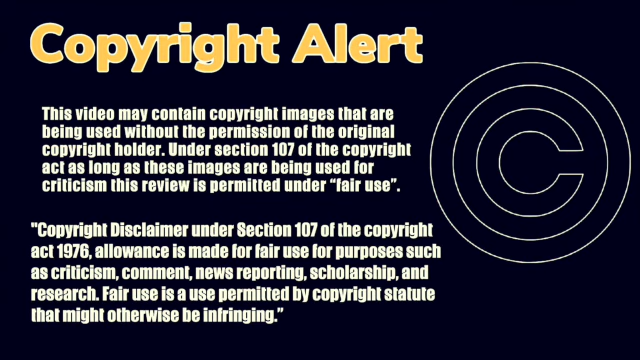 Copyright Alert
This video may contain copyright images that are
being used without the permission of the original
copyright holder. Under section 107 of the copyright
act as long as these images are being used for
criticism this review is permitted under “fair use”.
"Copyright Disclaimer under Section 107 of the copyright
act 1976, allowance is made for fair use for purposes such
as criticism, comment, news reporting, scholarship, and
research. Fair use is a use permitted by copyright statute
that might otherwise be infringing.”